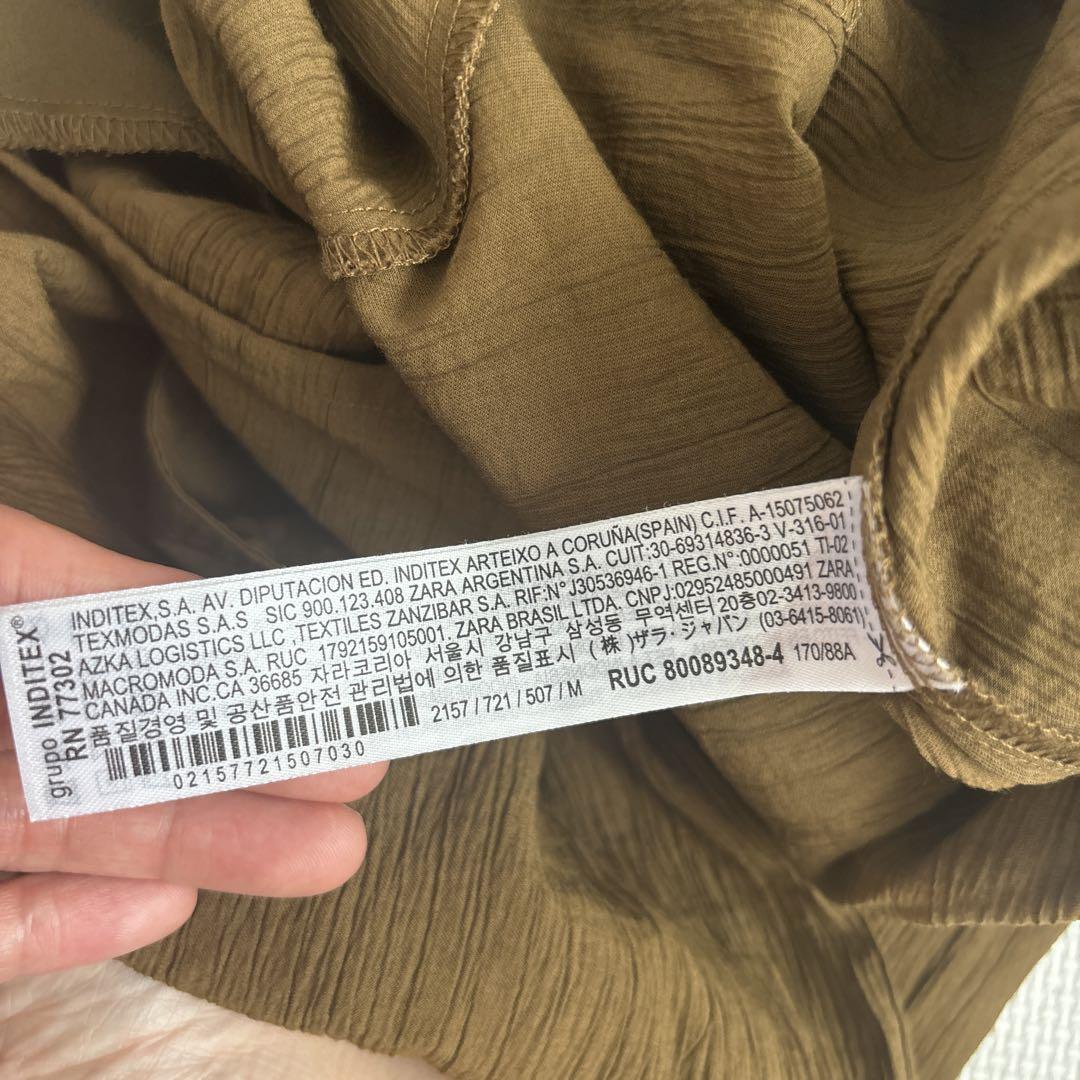 grupo INDITEX®
RN 77302
INDITEX,S.A. AV. DIPUTACION ED. INDITEX ARTEIXO A CORUÑA(SPAIN) C.I.F. A-15075062
TEXMODAS S.A.S SIC 900.123.408 ZARA ARGENTINA S.A. CUIT:30-69314836-3 V-316-01
AZKA LOGISTICS LLC ,TEXTILES ZANZIBAR S.A. RIF:N° J30536946-1 REG.N° 0000051 TI-02
MACROMODA S.A. RUC 1792159105001, ZARA BRASIL LTDA. CNPJ:02952485000491 ZARA
CANADA INC.CA 36685 자라코리아 서울시 강남구 삼성동 무역센터 20층02-3413-9800
품질경영 및 공산품안전 관리법에 의한 품질표시 (株)ザラ・ジャパン (03-6415-8061)
2157 / 721 / 507 / M RUC 80089348-4 170/88A
02157721507030